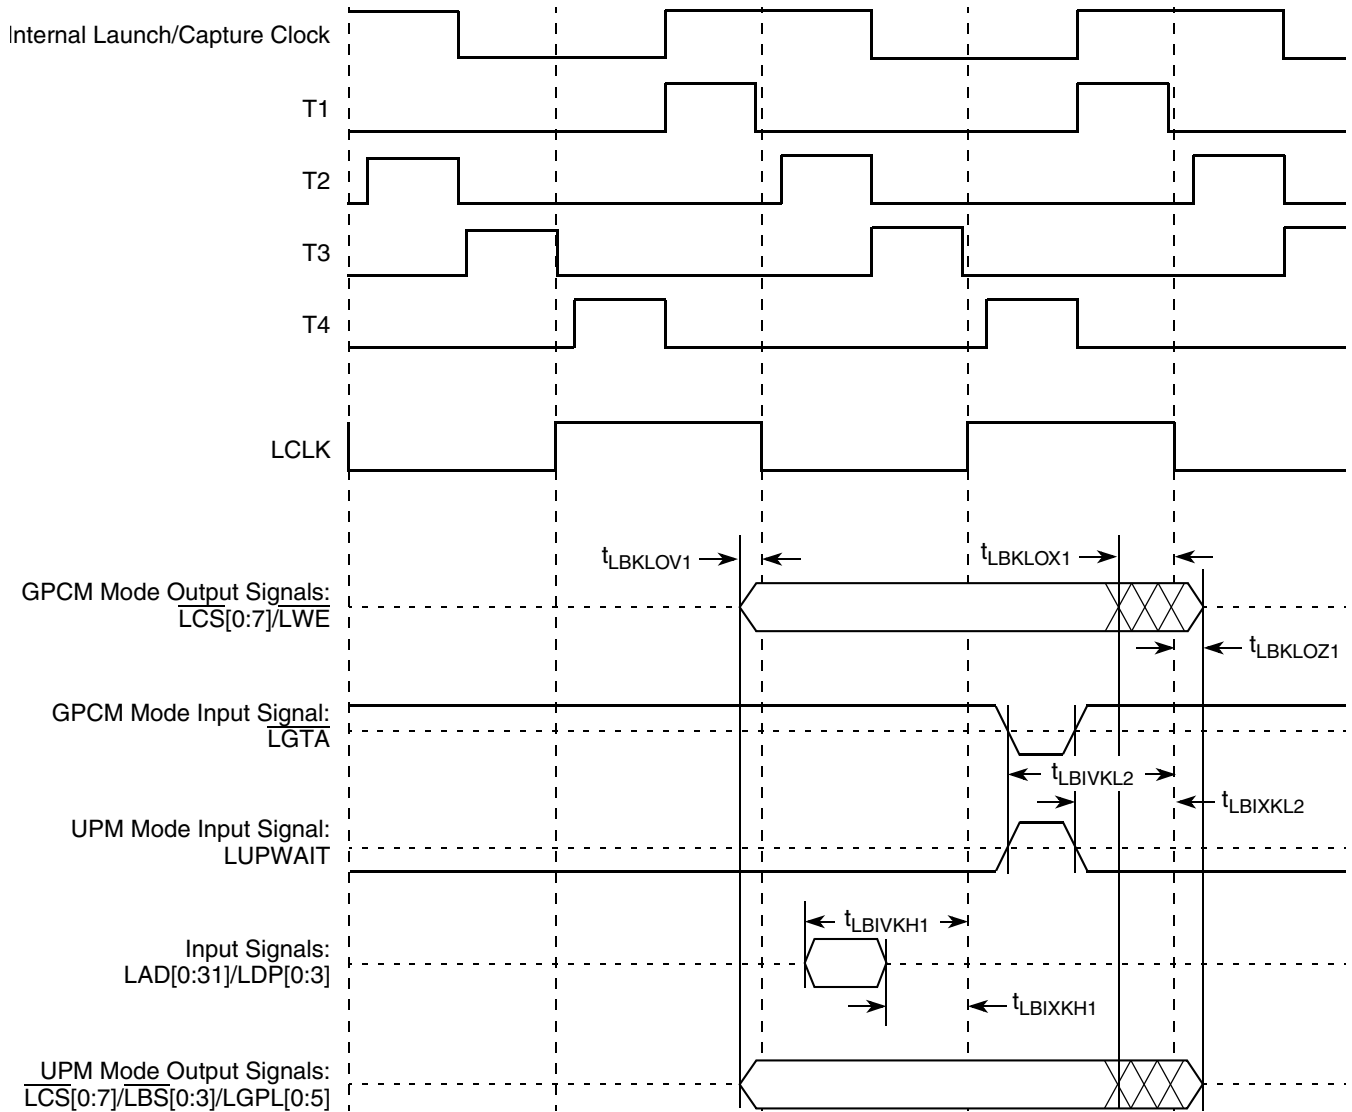 Internal Launch/Capture Clock
T1
T2
T3
T4
LCLK
tLBKLOV1
tLBKLOX1
GPCM Mode Output Signals:
LCS[0:7]/LWE
tLBKLOZ1
GPCM Mode Input Signal:
LGTA
tLBIVKL2
tLBIXKL2
UPM Mode Input Signal:
LUPWAIT
tLBIVKH1
Input Signals:
LAD[0:31]/LDP[0:3]
tLBIXKH1
UPM Mode Output Signals:
LCS[0:7]/LBS[0:3]/LGPL[0:5]